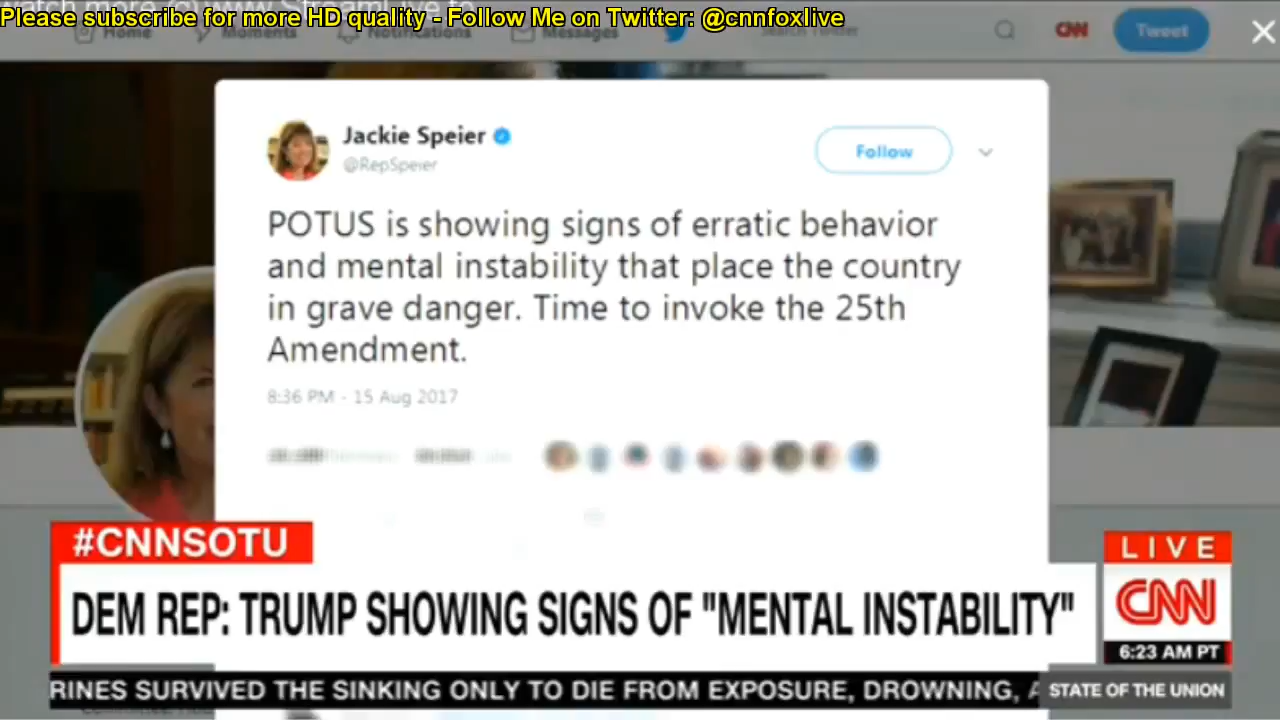 Please subscribe for more HD quality - Follow Me on Twitter: @cnnfoxlive
Home Moments Notifications Messages Search Twitter CNN Tweet
Jackie Speier
@RepSpeier
Follow
POTUS is showing signs of erratic behavior
and mental instability that place the country
in grave danger. Time to invoke the 25th
Amendment.
8:36 PM - 15 Aug 2017
#CNNSOTU
DEM REP: TRUMP SHOWING SIGNS OF "MENTAL INSTABILITY"
LIVE
CNN
6:23 AM PT
RINES SURVIVED THE SINKING ONLY TO DIE FROM EXPOSURE, DROWNING,
STATE OF THE UNION